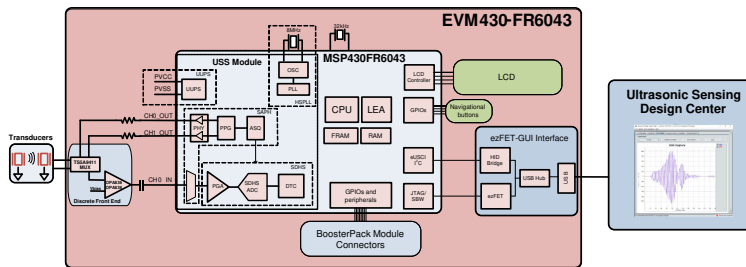 EVM430-FR6043
8MHz
32kHz
USS Module
MSP430FR6043
UUPS
PVCC
PVSS
UUPS
OSC
PLL
HSPLL
LCD
Controller
LCD
GPIOs
Navigational
buttons
CPU
LEA
FRAM
RAM
SAPH
CH0_OUT
CH1_OUT
PHY
PPG
ASQ
Transducers
TS5A9411
MUX
Discrete Front End
CH0_IN
SDHS
PGA
SDHS
ADC
DTC
eUSCI
I²C
JTAG/
SBW
GPIOs and
peripherals
BoosterPack Module
Connectors
ezFET-GUI Interface
HID
Bridge
ezFET
USB Hub
USB
Ultrasonic Sensing
Design Center